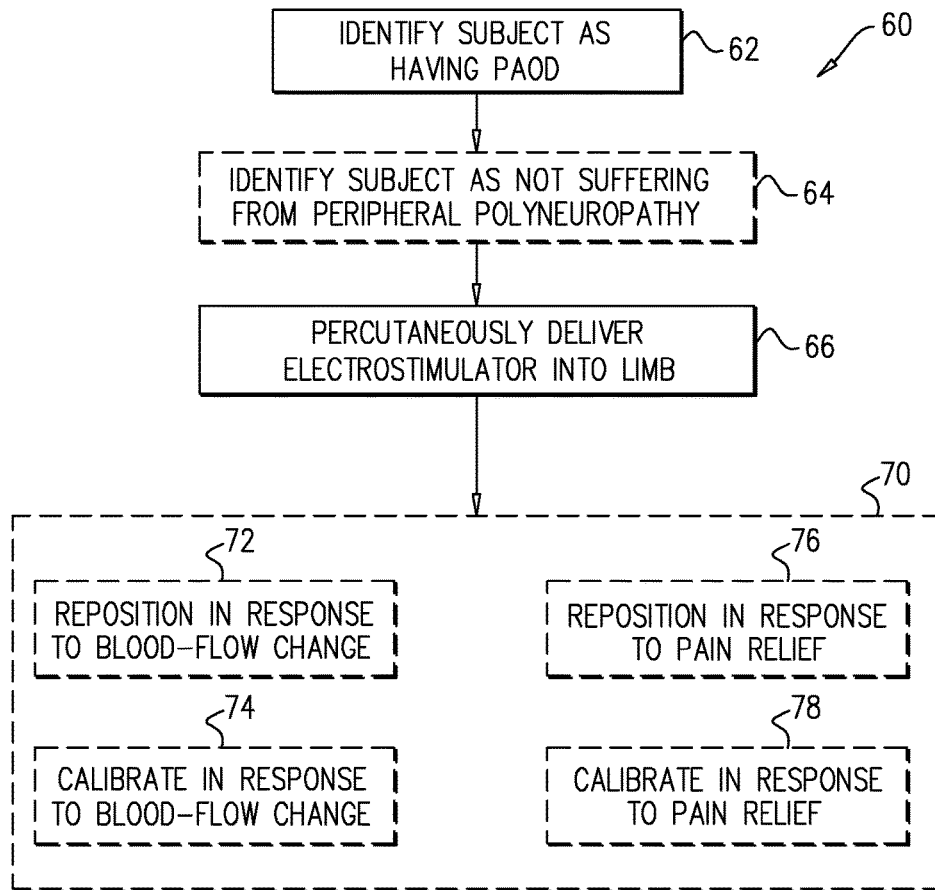 IDENTIFY SUBJECT AS
HAVING PAOD
62
60
IDENTIFY SUBJECT AS NOT SUFFERING
FROM PERIPHERAL POLYNEUROPATHY
64
PERCUTANEOUSLY DELIVER
ELECTROSTIMULATOR INTO LIMB
66
70
72
REPOSITION IN RESPONSE
TO BLOOD-FLOW CHANGE
76
REPOSITION IN RESPONSE
TO PAIN RELIEF
74
CALIBRATE IN RESPONSE
TO BLOOD-FLOW CHANGE
78
CALIBRATE IN RESPONSE
TO PAIN RELIEF